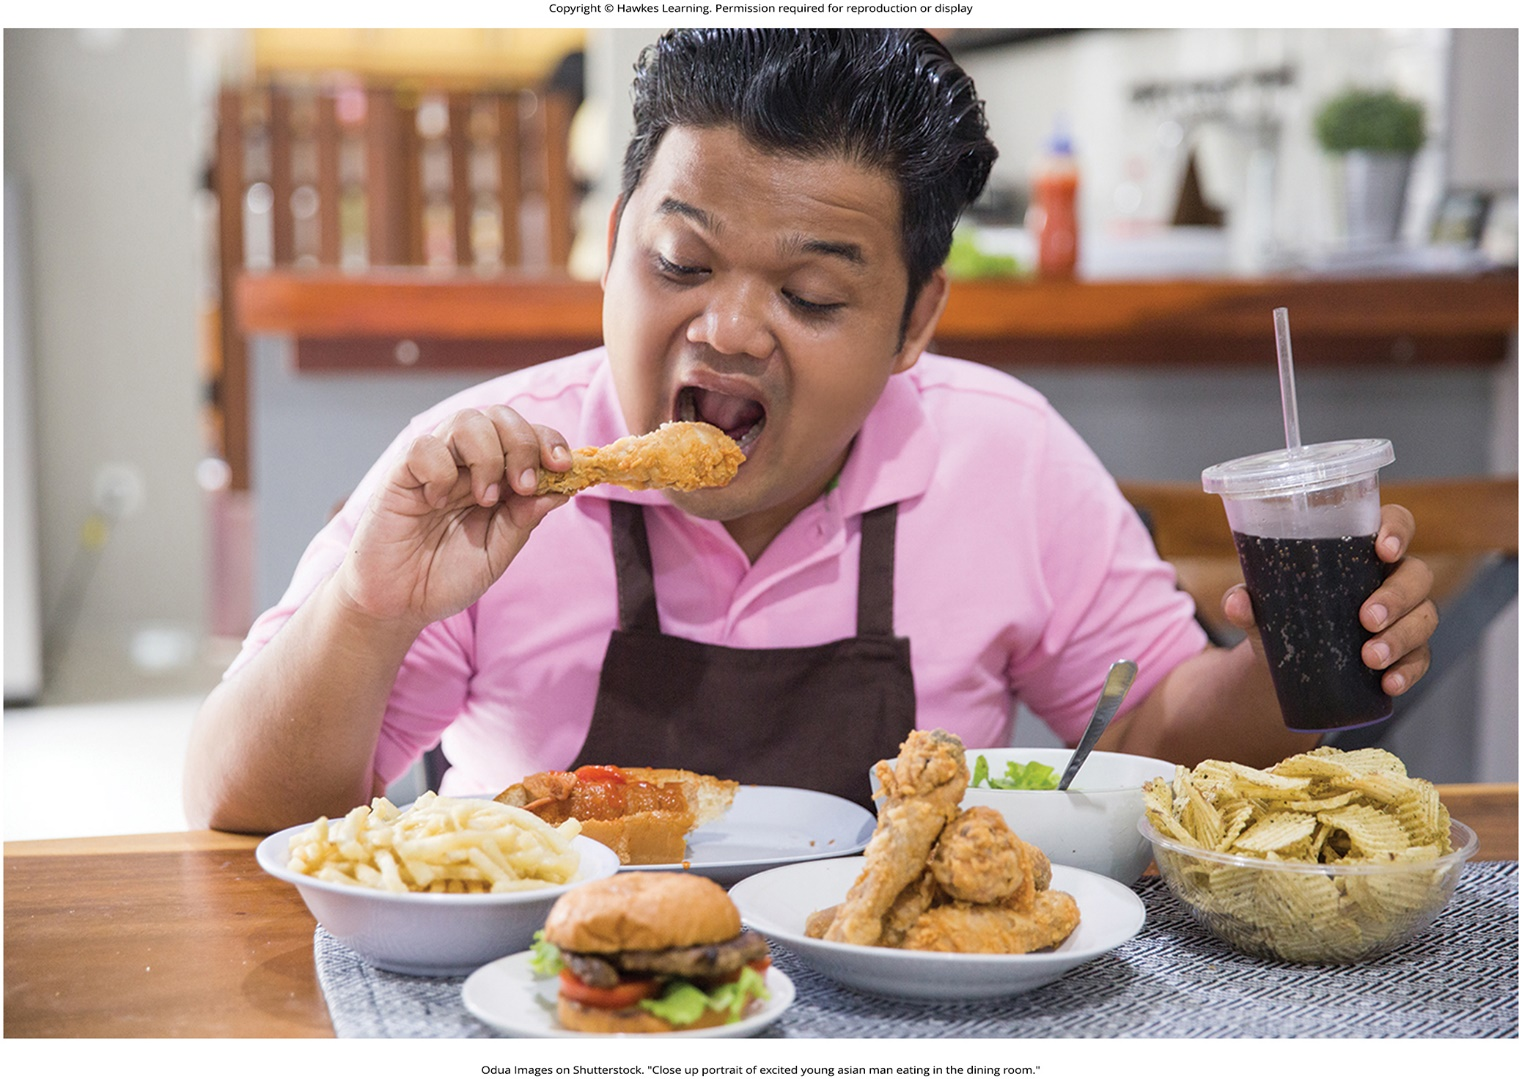 Copyright © Hawkes Learning. Permission required for reproduction or display
Odua Images on Shutterstock. "Close up portrait of excited young asian man eating in the dining room."